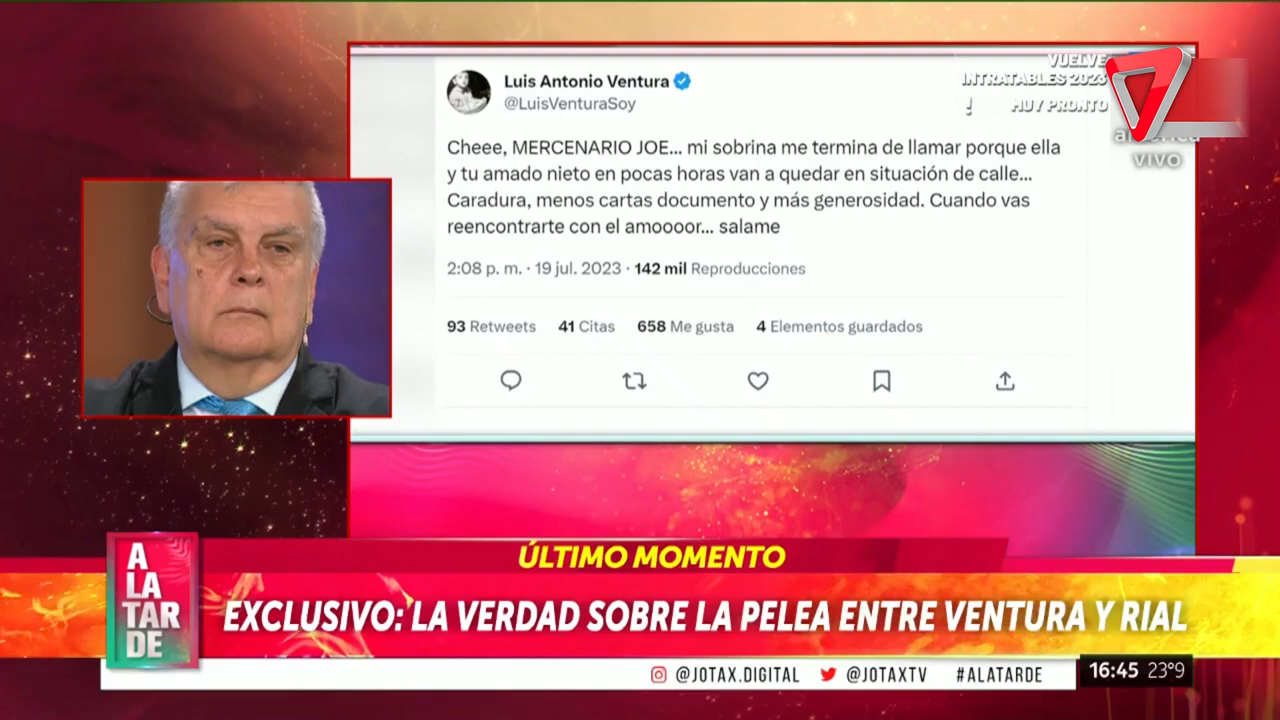 Luis Antonio Ventura
@LuisVenturaSoy
Cheee, MERCENARIO JOE... mi sobrina me termina de llamar porque ella
y tu amado nieto en pocas horas van a quedar en situación de calle...
Caradura, menos cartas documento y más generosidad. Cuando vas
reencontrarte con el amoooor... salame
2:08 p. m. · 19 jul. 2023 · 142 mil Reproducciones
93 Retweets 41 Citas 658 Me gusta 4 Elementos guardados
VUELVE
INTRATABLES 2023
! MUY PRONTO
américa
VIVO
A
LA
TAR
DE
ÚLTIMO MOMENTO
EXCLUSIVO: LA VERDAD SOBRE LA PELEA ENTRE VENTURA Y RIAL
@JOTAX.DIGITAL @JOTAXTV #ALATARDE
16:45 23°9